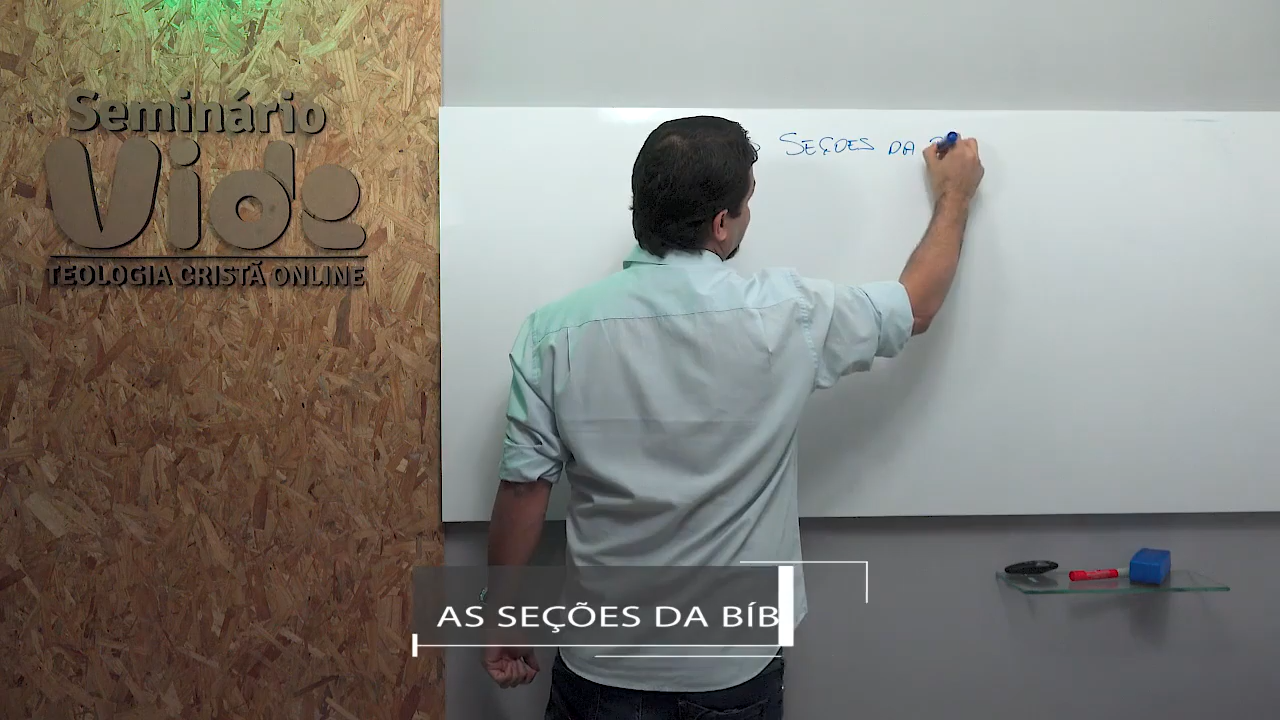 Seminário
Vide
TEOLOGIA CRISTÃ ONLINE
SEÇÕES DA
AS SEÇÕES DA BÍB